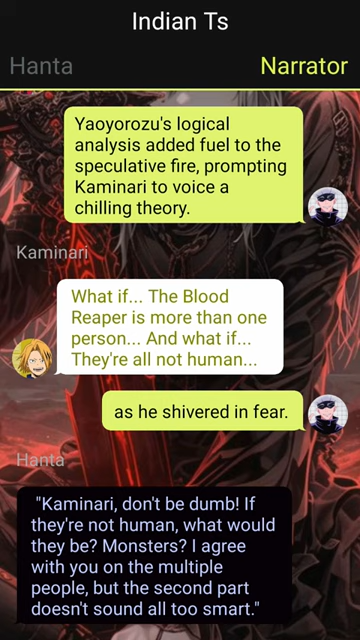 Indian Ts
Hanta
Narrator
Yaoyorozu's logical
analysis added fuel to the
speculative fire, prompting
Kaminari to voice a
chilling theory.
Kaminari
What if... The Blood
Reaper is more than one
person... And what if...
They're all not human...
as he shivered in fear.
Hanta
"Kaminari, don't be dumb! If
they're not human, what would
they be? Monsters? I agree
with you on the multiple
people, but the second part
doesn't sound all too smart."